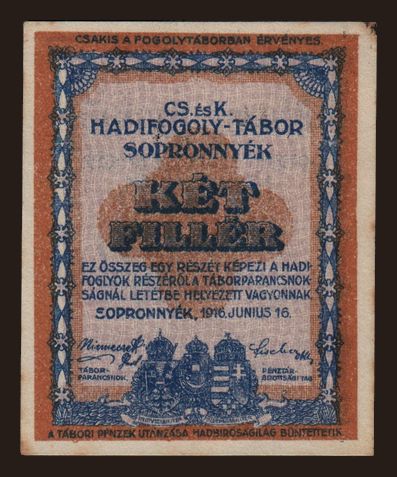 CSAKIS A FOGOLYTÁBORBAN ÉRVÉNYES.
CS. ÉS K.
HADIFOGOLY-TÁBOR
SOPRONNYÉK
KÉT
FILLÉR
EZ ÖSSZEG EGY RÉSZÉT KÉPEZI A HADI-
FOGLYOK RÉSZÉRŐL A TÁBORPARANCSNOK-
SÁGNÁL LETÉTBE HELYEZETT VAGYONNAK.
SOPRONNYÉK, 1916. JUNIUS 16.
TÁBOR-
PARANCSNOK.
PÉNZTÁR-
BIZOTTSÁGI TAG
A TÁBORI PÉNZEK UTÁNZÁSA HADBIRÓSÁGILAG BÜNTETTETIK